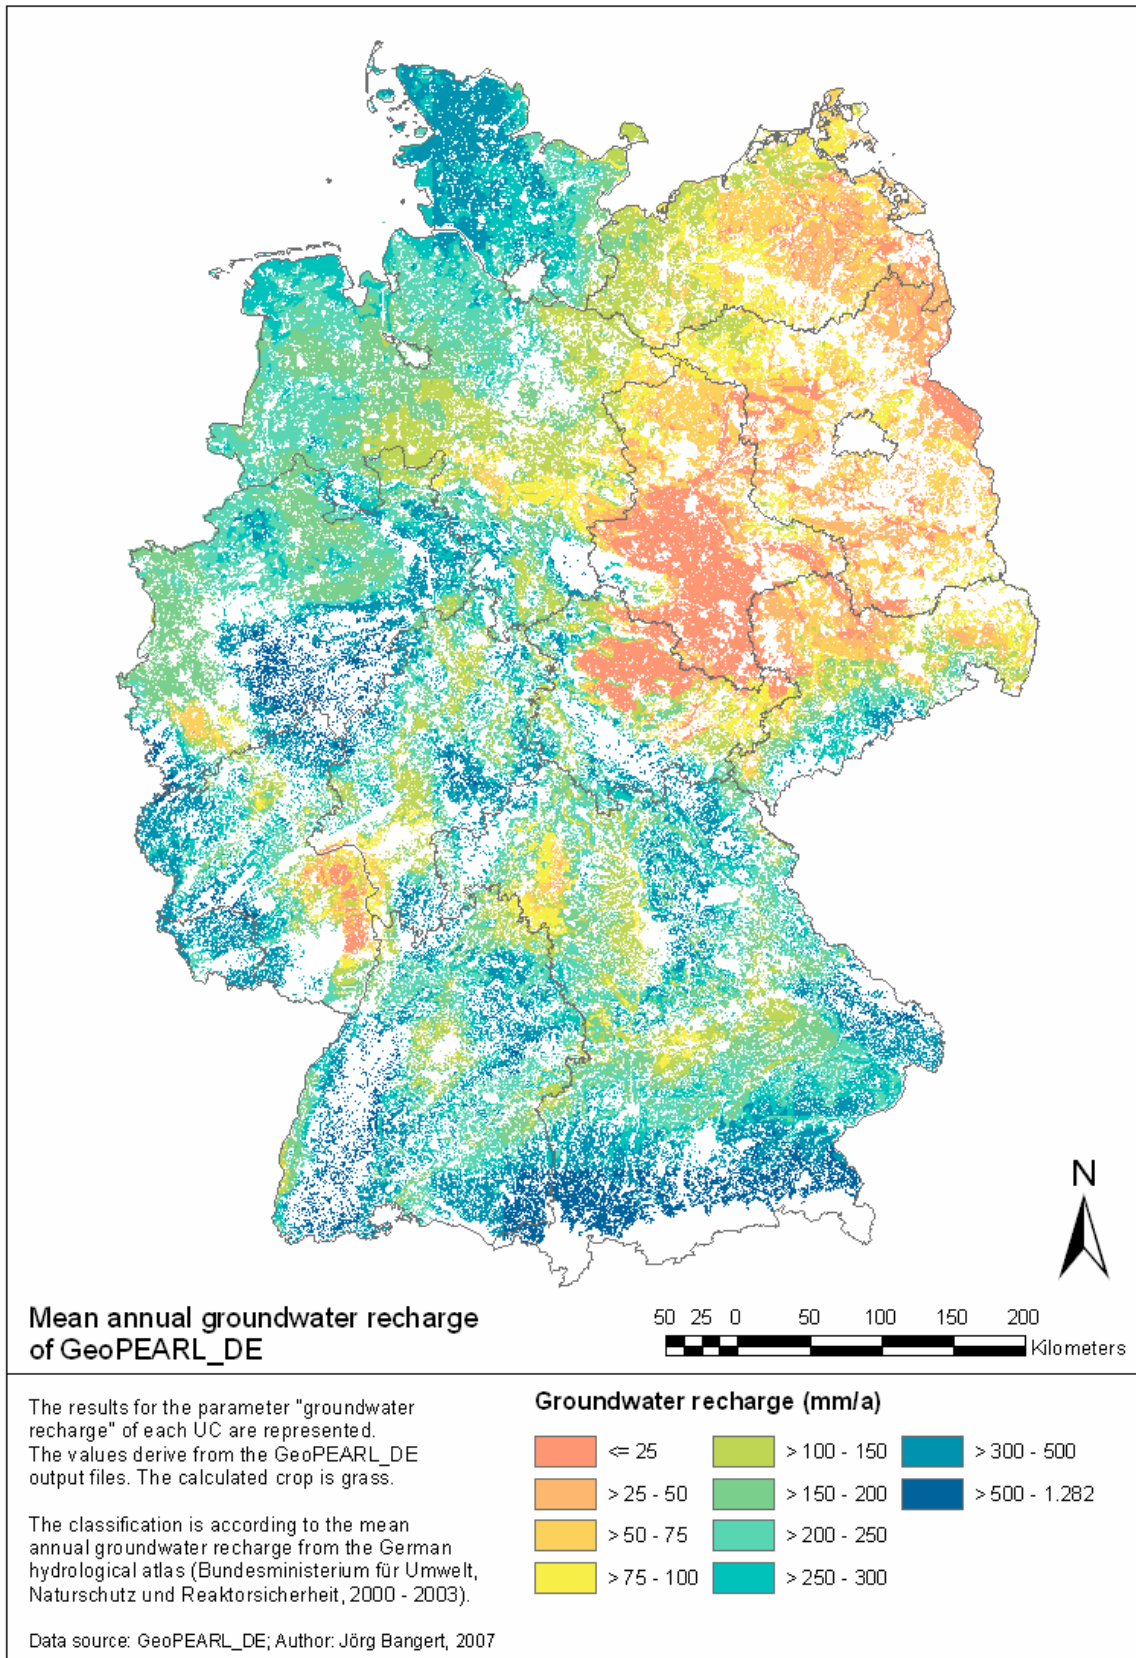 N
Mean annual groundwater recharge
of GeoPEARL_DE
50 25 0 50 100 150 200
Kilometers
The results for the parameter "groundwater
recharge" of each UC are represented.
The values derive from the GeoPEARL_DE
output files. The calculated crop is grass.
The classification is according to the mean
annual groundwater recharge from the German
hydrological atlas (Bundesministerium für Umwelt,
Naturschutz und Reaktorsicherheit, 2000 - 2003).
Data source: GeoPEARL_DE; Author: Jörg Bangert, 2007
Groundwater recharge (mm/a)
<= 25
> 25 - 50
> 50 - 75
> 75 - 100
> 100 - 150
> 150 - 200
> 200 - 250
> 250 - 300
> 300 - 500
> 500 - 1.282